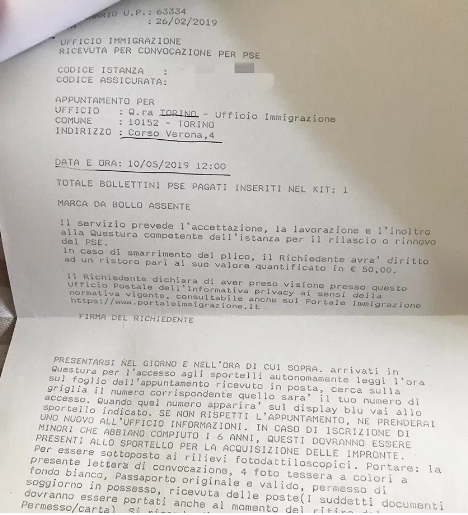 U.P.: 63334
: 26/02/2019
UFFICIO IMMIGRAZIONE
RICEVUTA PER CONVOCAZIONE PER PSE
CODICE ISTANZA :
CODICE ASSICURATA:
APPUNTAMENTO PER
UFFICIO : Q.ra TORINO - Ufficio Immigrazione
COMUNE : 10152 - TORINO
INDIRIZZO : Corso Verona,4
DATA E ORA: 10/05/2019 12:00
TOTALE BOLLETTINI PSE PAGATI INSERITI NEL KIT: 1
MARCA DA BOLLO ASSENTE
Il servizio prevede l'accettazione, la lavorazione e l'inoltro
alla Questura competente dell'istanza per il rilascio o rinnovo
del PSE.
In caso di smarrimento del plico, il Richiedente avra' diritto
ad un ristoro pari al suo valore quantificato in € 50,00.
Il Richiedente dichiara di aver preso visione presso questo
Ufficio Postale dell'Informativa privacy ai sensi della
normativa vigente, consultabile anche sul Portale Immigrazione
https://www.portaleimmigrazione.it
FIRMA DEL RICHIEDENTE
PRESENTARSI NEL GIORNO E NELL'ORA DI CUI SOPRA. arrivati in
Questura per l'accesso agli sportelli autonomamente leggi l'ora
sul foglio dell'appuntamento ricevuto in posta, cerca sulla
griglia il numero corrispondente quello sara' il tuo numero di
accesso. Quando quel numero apparira' sul display blu vai allo
sportello indicato. SE NON RISPETTI L'APPUNTAMENTO, NE PRENDERAI
UNO NUOVO ALL'UFFICIO INFORMAZIONI. IN CASO DI ISCRIZIONE DI
MINORI CHE ABBIANO COMPIUTO I 6 ANNI, QUESTI DOVRANNO ESSERE
PRESENTI ALLO SPORTELLO PER LA ACQUISIZIONE DELLE IMPRONTE.
Per essere sottoposto ai rilievi fotodattiloscopici. Portare: la
presente lettera di convocazione, 4 foto tessera a colori a
fondo bianco, Passaporto originale e valido, permesso di
soggiorno in possesso, ricevuta delle poste(I suddetti documenti
dovranno essere portati anche al momento del ritiro del
Permesso/carta)